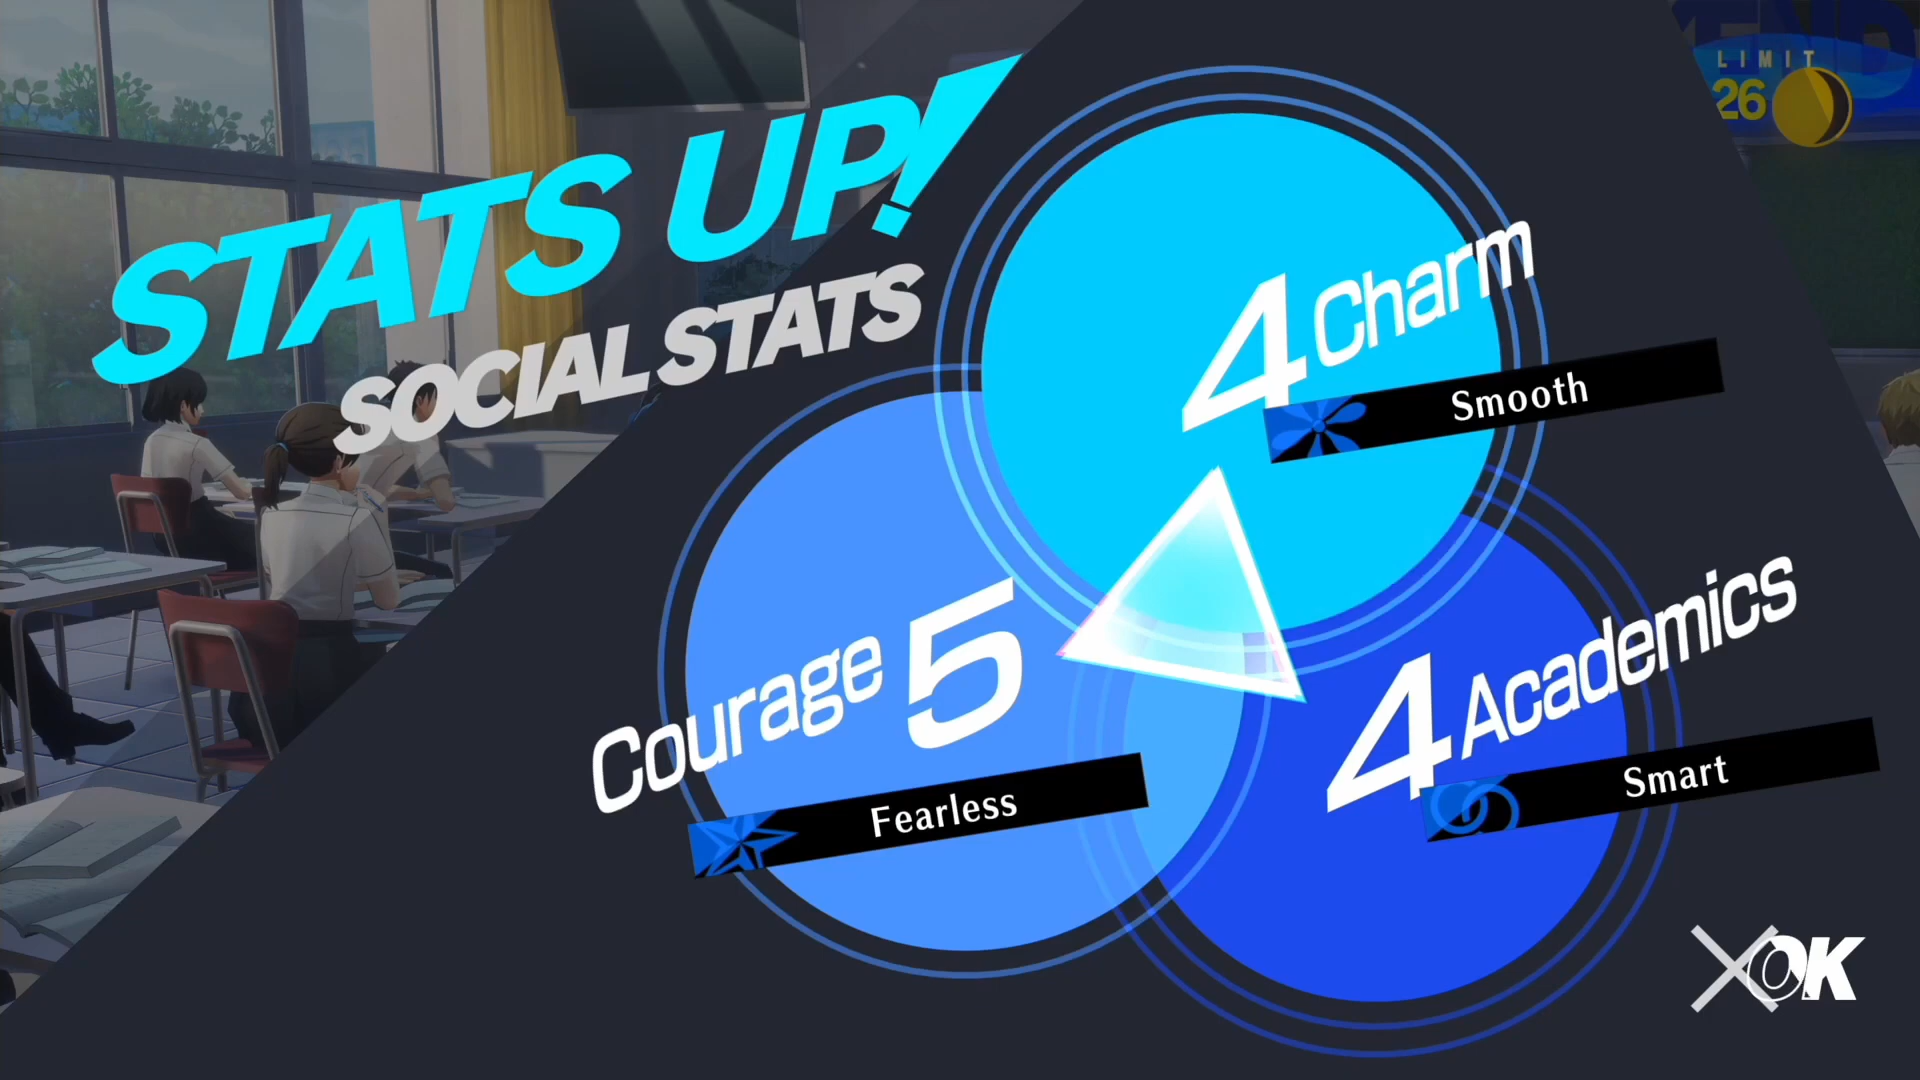 LIMIT
26
STATS UP!
SOCIAL STATS
4 Charm
Smooth
Courage 5
Fearless
4 Academics
Smart
OK